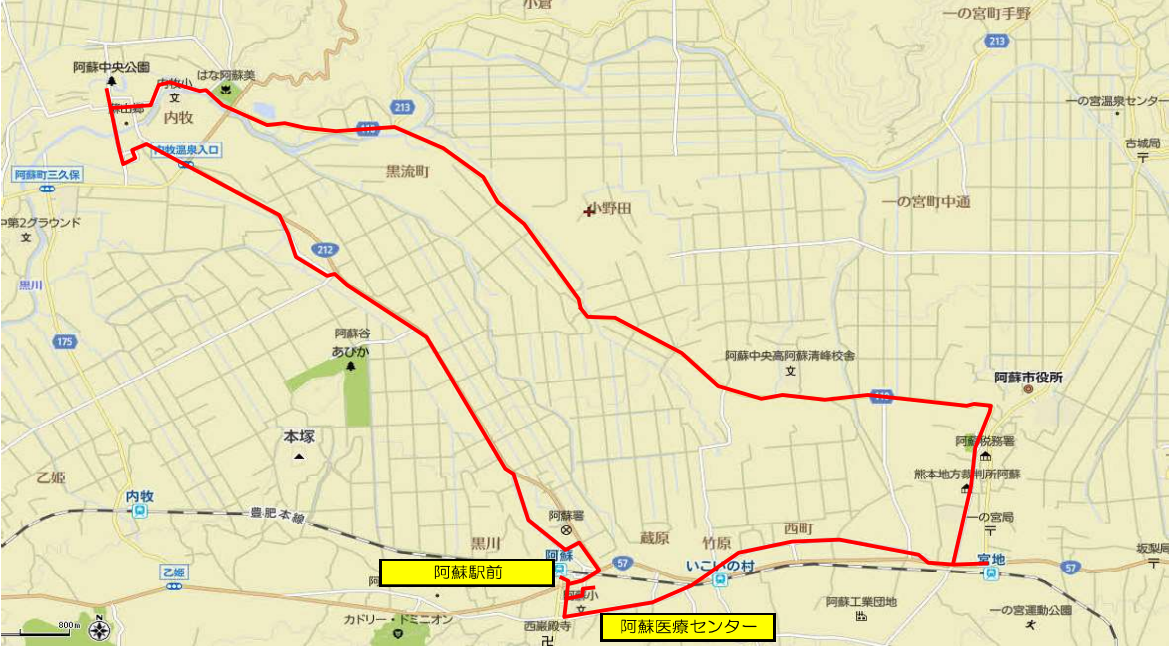 小倉
一の宮町手野
213
阿蘇中央公園
内牧小
はな阿蘇美
内牧
213
一の宮温泉センター
古城局
内牧温泉入口
阿蘇町三久保
黒流町
小野田
一の宮町中通
中第2グラウンド
212
黒川
175
阿蘇谷
あぴか
阿蘇中央高阿蘇清峰校舎
阿蘇市役所
本塚
阿蘇税務署
熊本地方裁判所阿蘇
乙姫
内牧
豊肥本線
阿蘇署
黒川
蔵原
竹原
西町
一の宮局
坂梨局
阿蘇
57
いこいの村
宮地
57
乙姫
阿蘇駅前
阿蘇小
阿蘇工業団地
一の宮運動公園
カドリー・ドミニオン
西巌殿寺
阿蘇医療センター
800m